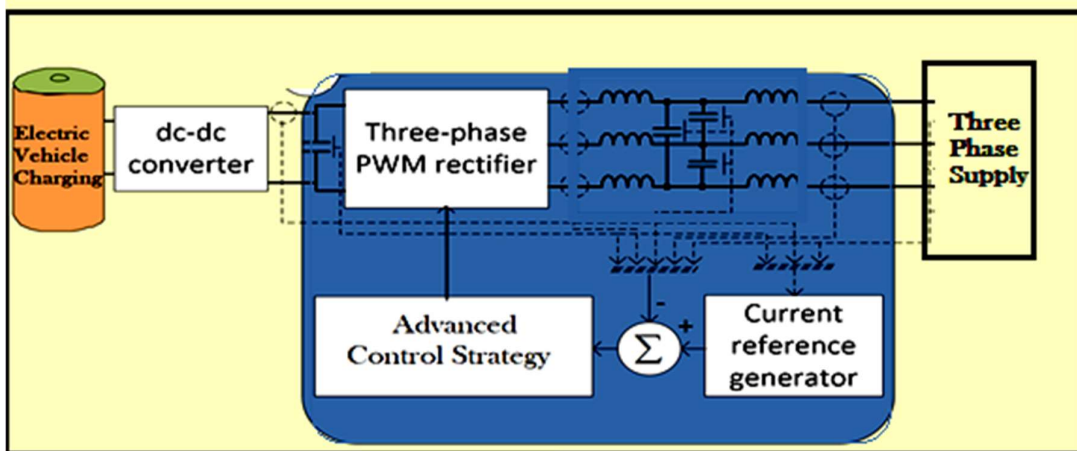 Electric
Vehicle
Charging
dc-dc
converter
Three-phase
PWM rectifier
Three
Phase
Supply
Advanced
Control Strategy
-
Σ
+
Current
reference
generator